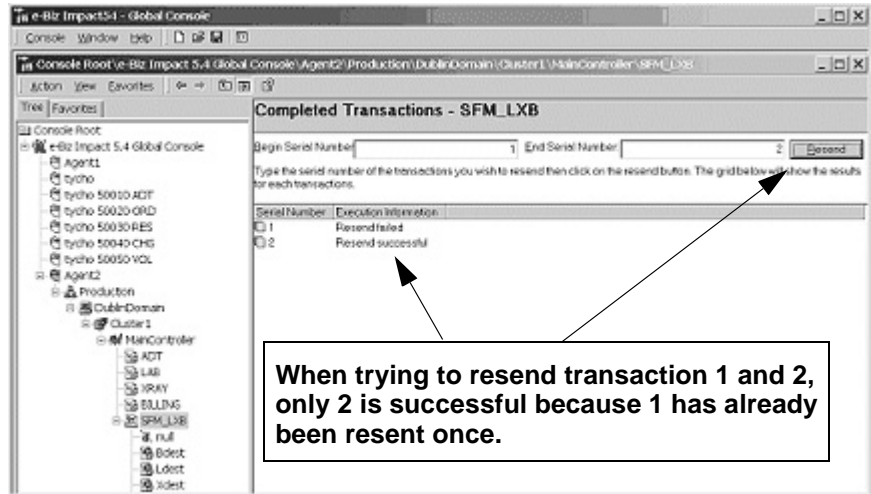 e-Biz Impact54 - Global Console
Console Window Help
Console Root\e-Biz Impact 5.4 Global Console\Agent2\Production\DublinDomain\Cluster1\MainController\SFM_LXB
Action View Favorites
Tree Favorites
Console Root
e-Biz Impact 5.4 Global Console
Agent1
tycho
tycho 50010 ADT
tycho 50020 ORD
tycho 50030 RES
tycho 50040 CHG
tycho 50050 VOL
Agent2
Production
DublinDomain
Cluster1
MainController
ADT
LAB
XRAY
BILLING
SFM_LXB
null
Bdest
Ldest
Xdest
Completed Transactions - SFM_LXB
Begin Serial Number 1 End Serial Number 2 Resend
Type the serial number of the transactions you wish to resend then click on the resend button. The grid below will show the results
for each transactions.
Serial Number Execution Information
1 Resend failed
2 Resend successful
When trying to resend transaction 1 and 2,
only 2 is successful because 1 has already
been resent once.